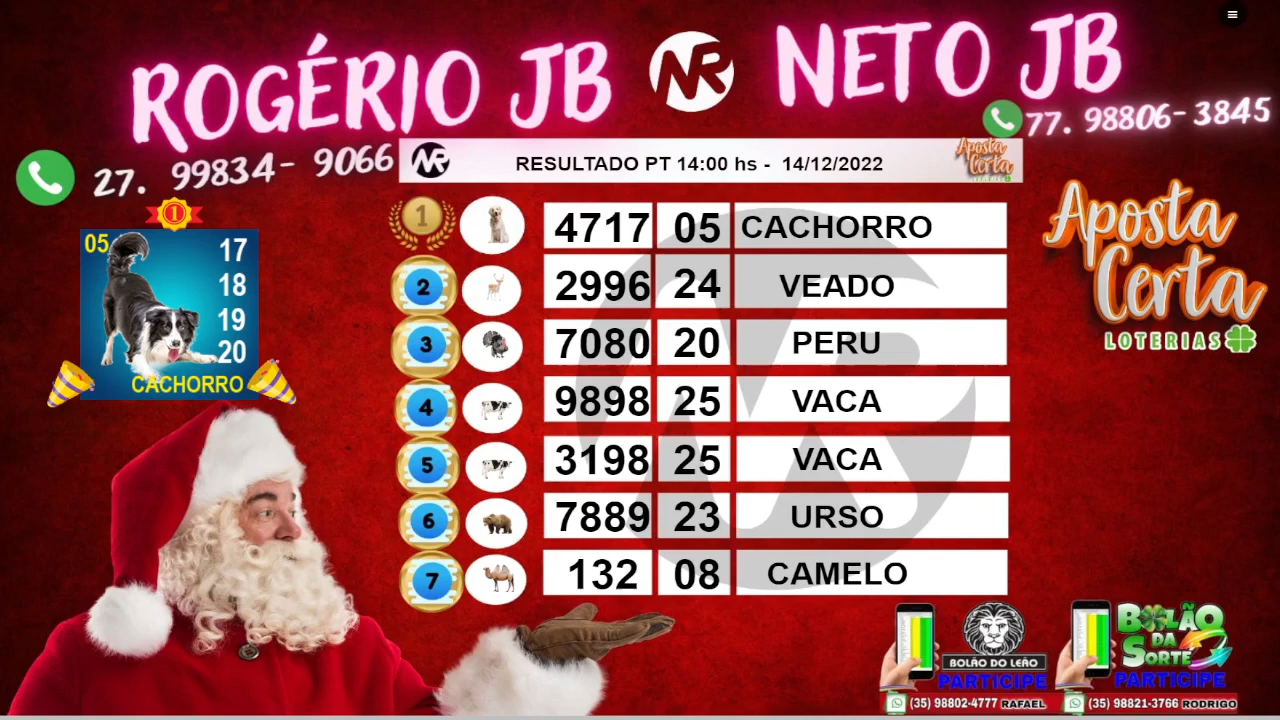 ROGÉRIO JB NR NETO JB
27. 99834-9066
77. 98806-3845
NR RESULTADO PT 14:00 hs - 14/12/2022 Aposta Certa
1 4717 05 CACHORRO
2 2996 24 VEADO
3 7080 20 PERU
4 9898 25 VACA
5 3198 25 VACA
6 7889 23 URSO
7 132 08 CAMELO
1
05 17
18
19
20
CACHORRO
Aposta
Certa
LOTERIAS
BOLÃO DO LEÃO
PARTICIPE
(35) 98802-4777 RAFAEL
BOLÃO
DA
SORTE
PARTICIPE
(35) 98821-3766 RODRIGO